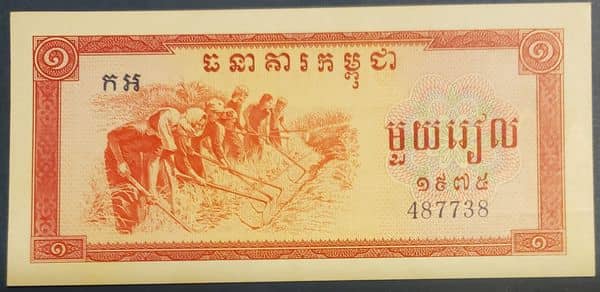 ១ ១
ធនាគារកម្ពុជា
កអ
មួយរៀល
១៩៧៥
487738
១ ១